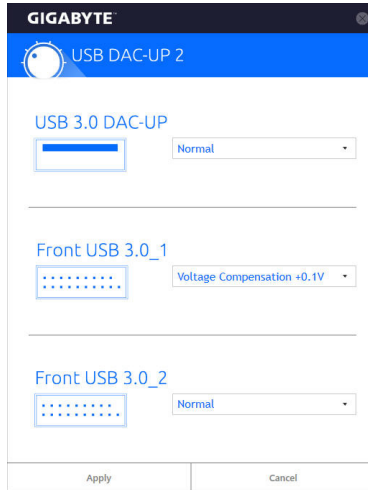 GIGABYTE™
USB DAC-UP 2
USB 3.0 DAC-UP
Normal
Front USB 3.0_1
Voltage Compensation +0.1V
Front USB 3.0_2
Normal
Apply
Cancel